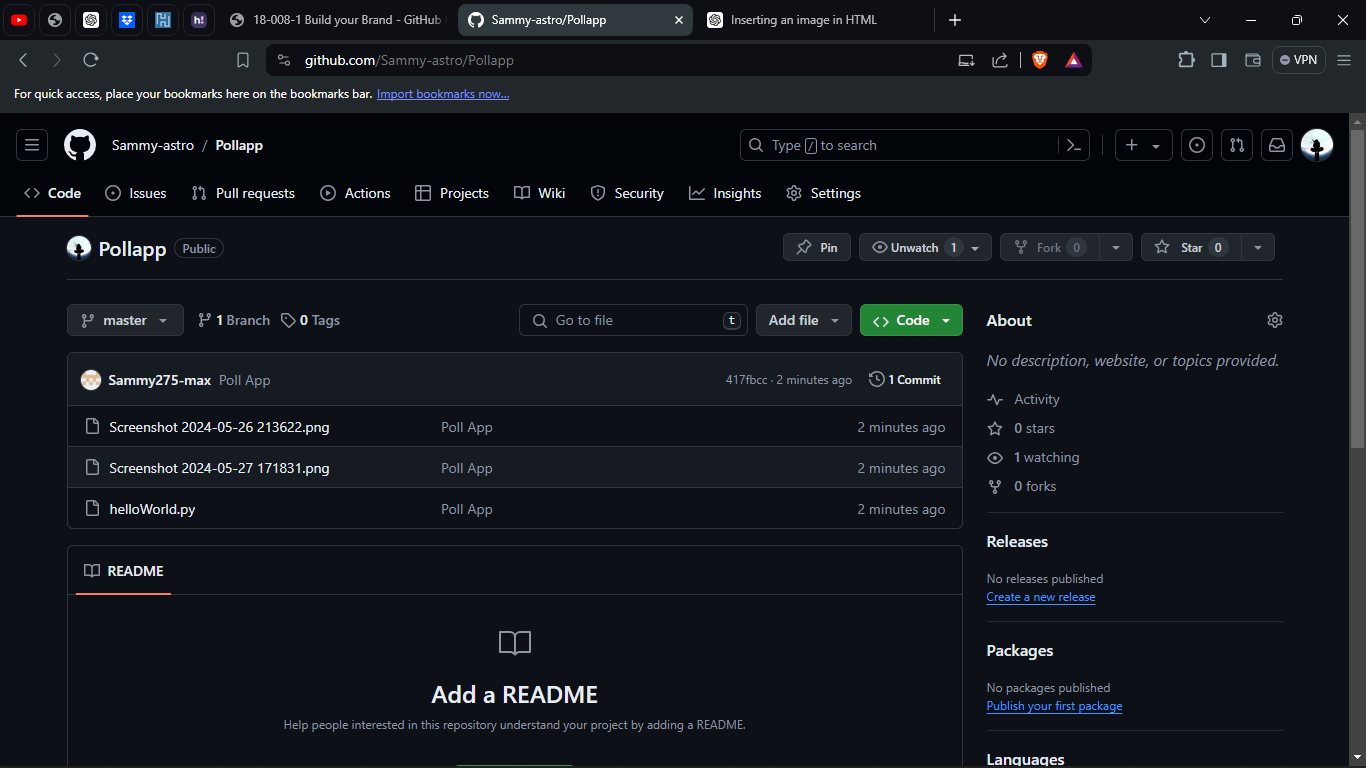 18-008-1 Build your Brand - GitHub
Sammy-astro/Pollapp
Inserting an image in HTML
github.com/Sammy-astro/Pollapp
VPN
For quick access, place your bookmarks here on the bookmarks bar. Import bookmarks now...
Sammy-astro / Pollapp
Type / to search
Code
Issues
Pull requests
Actions
Projects
Wiki
Security
Insights
Settings
Pollapp Public
Pin
Unwatch 1
Fork 0
Star 0
master
1 Branch
0 Tags
Go to file
t
Add file
Code
Sammy275-max Poll App
417fbcc · 2 minutes ago
1 Commit
Screenshot 2024-05-26 213622.png Poll App 2 minutes ago
Screenshot 2024-05-27 171831.png Poll App 2 minutes ago
helloWorld.py Poll App 2 minutes ago
README
Add a README
Help people interested in this repository understand your project by adding a README.
About
No description, website, or topics provided.
Activity
0 stars
1 watching
0 forks
Releases
No releases published
Create a new release
Packages
No packages published
Publish your first package
Languages